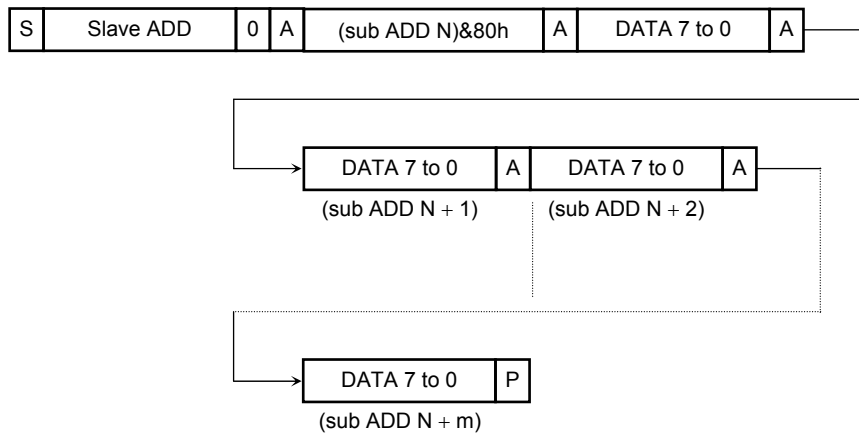 S Slave ADD 0 A (sub ADD N)&80h A DATA 7 to 0 A
DATA 7 to 0 A DATA 7 to 0 A
(sub ADD N + 1) (sub ADD N + 2)
DATA 7 to 0 P
(sub ADD N + m)